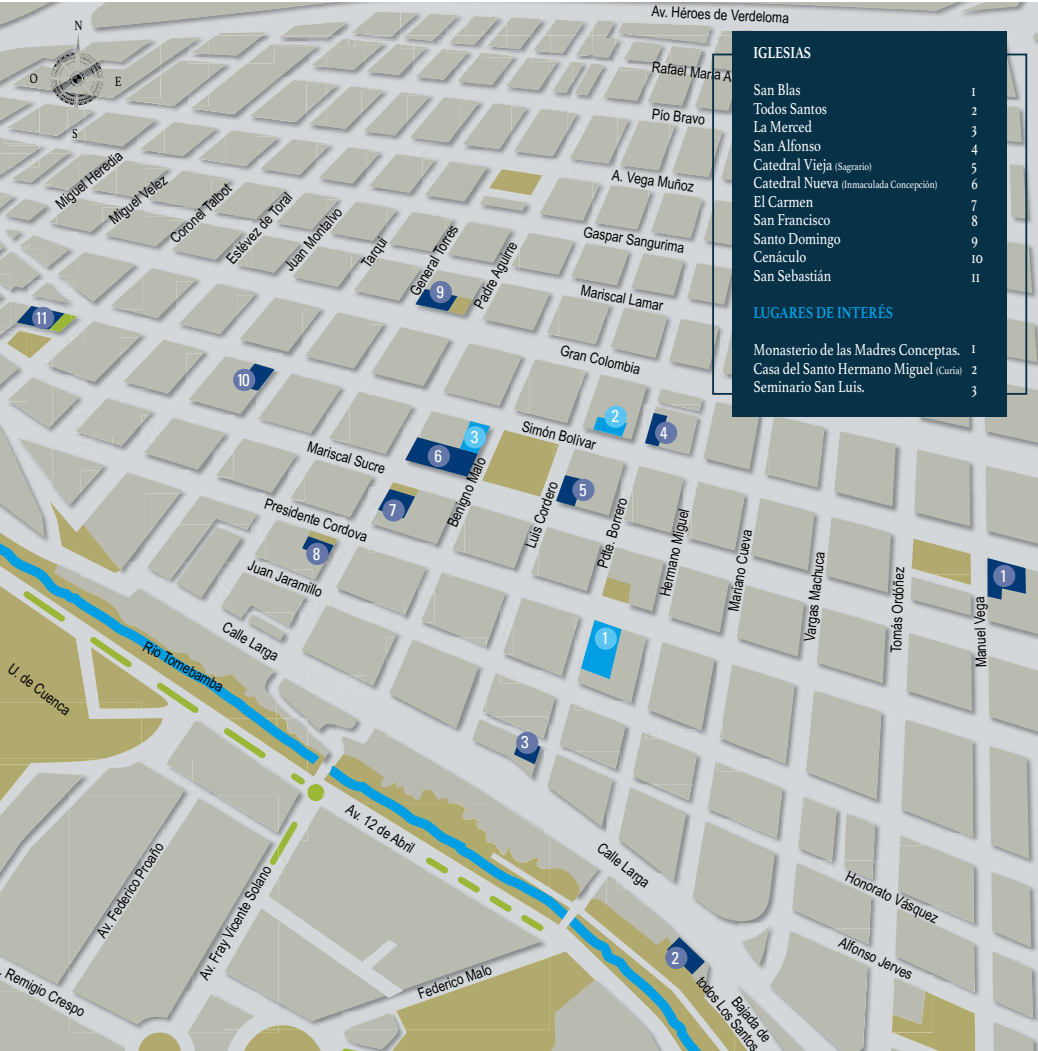 Av. Héroes de Verdeloma
N
O
E
S
Rafael María A
Pío Bravo
A. Vega Muñoz
Gaspar Sangurima
Mariscal Lamar
Gran Colombia
Simón Bolívar
Mariscal Sucre
Presidente Cordova
Juan Jaramillo
Calle Larga
Miguel Heredia
Miguel Vélez
Coronel Talbot
Estévez de Toral
Juan Montalvo
Tarqui
General Torres
Padre Aguirre
Benigno Malo
Luis Cordero
Pdte. Borrero
Hermano Miguel
Mariano Cueva
Vargas Machuca
Tomás Ordóñez
Manuel Vega
IGLESIAS
San Blas 1
Todos Santos 2
La Merced 3
San Alfonso 4
Catedral Vieja (Sagrario) 5
Catedral Nueva (Inmaculada Concepción) 6
El Carmen 7
San Francisco 8
Santo Domingo 9
Cenáculo 10
San Sebastián 11
LUGARES DE INTERÉS
Monasterio de las Madres Conceptas. 1
Casa del Santo Hermano Miguel (Curia) 2
Seminario San Luis. 3
9
11
10
2
4
3
6
5
7
8
1
1
3
2
U. de Cuenca
Río Tomebamba
Av. 12 de Abril
Calle Larga
Honorato Vásquez
Alfonso Jerves
Av. Federico Proaño
Av. Fray Vicente Solano
. Remigio Crespo
Federico Malo
Bajada de
todos Los Santos